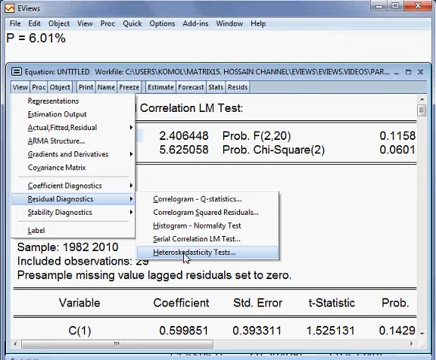 EViews
File Edit Object View Proc Quick Options Add-ins Window Help
P = 6.01%
Equation: UNTITLED Workfile: C:\USERS\KOMOL\MATRIX15. HOSSAIN CHANNEL\EVIEWS.VIDEOS\PAR...
View Proc Object Print Name Freeze Estimate Forecast Stats Resids
Representations
Correlation LM Test:
Estimation Output
Actual,Fitted,Residual
2.406448 Prob. F(2,20) 0.1158
ARMA Structure...
5.625058 Prob. Chi-Square(2) 0.0601
Gradients and Derivatives
Covariance Matrix
Coefficient Diagnostics
Residual Diagnostics
Correlogram - Q-statistics...
Stability Diagnostics
Correlogram Squared Residuals...
Histogram - Normality Test
Label
Serial Correlation LM Test...
Sample: 1982 2010
Heteroskedasticity Tests...
Included observations: 29
Presample missing value lagged residuals set to zero.
Variable Coefficient Std. Error t-Statistic Prob.
C(1) 0.599851 0.393311 1.525131 0.1429